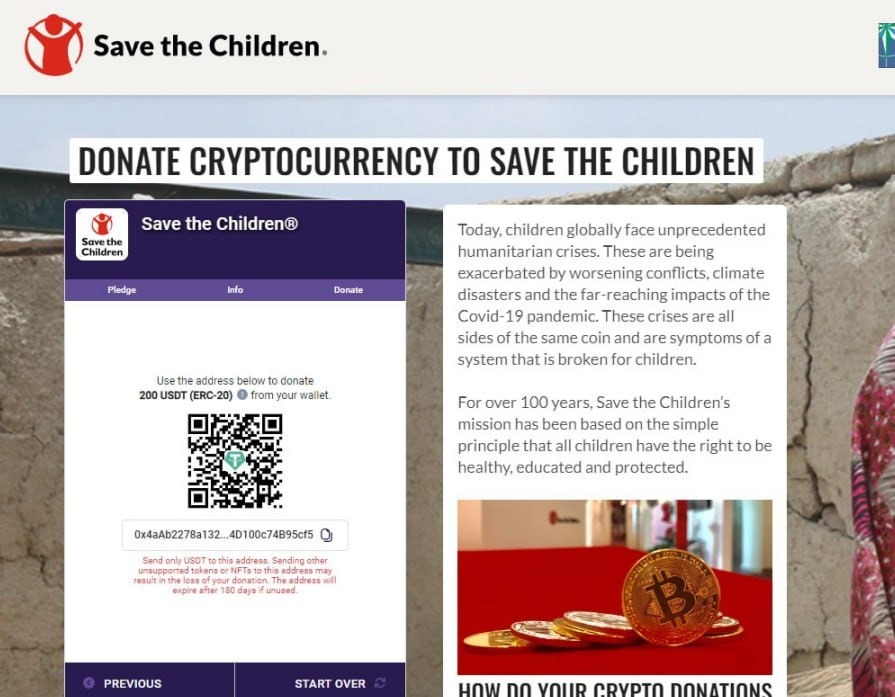 Save the Children®
DONATE CRYPTOCURRENCY TO SAVE THE CHILDREN
Save the
Children
Save the Children®
Pledge
Info
Donate
Use the address below to donate
200 USDT (ERC-20) from your wallet.
0x4aAb2278a132...4D100c74B95cf5
Send only USDT to this address. Sending other
unsupported tokens or NFTs to this address may
result in the loss of your donation. The address will
expire after 180 days if unused.
PREVIOUS
START OVER
Today, children globally face unprecedented
humanitarian crises. These are being
exacerbated by worsening conflicts, climate
disasters and the far-reaching impacts of the
Covid-19 pandemic. These crises are all
sides of the same coin and are symptoms of a
system that is broken for children.
For over 100 years, Save the Children's
mission has been based on the simple
principle that all children have the right to be
healthy, educated and protected.
HOW DO YOUR CRYPTO DONATIONS